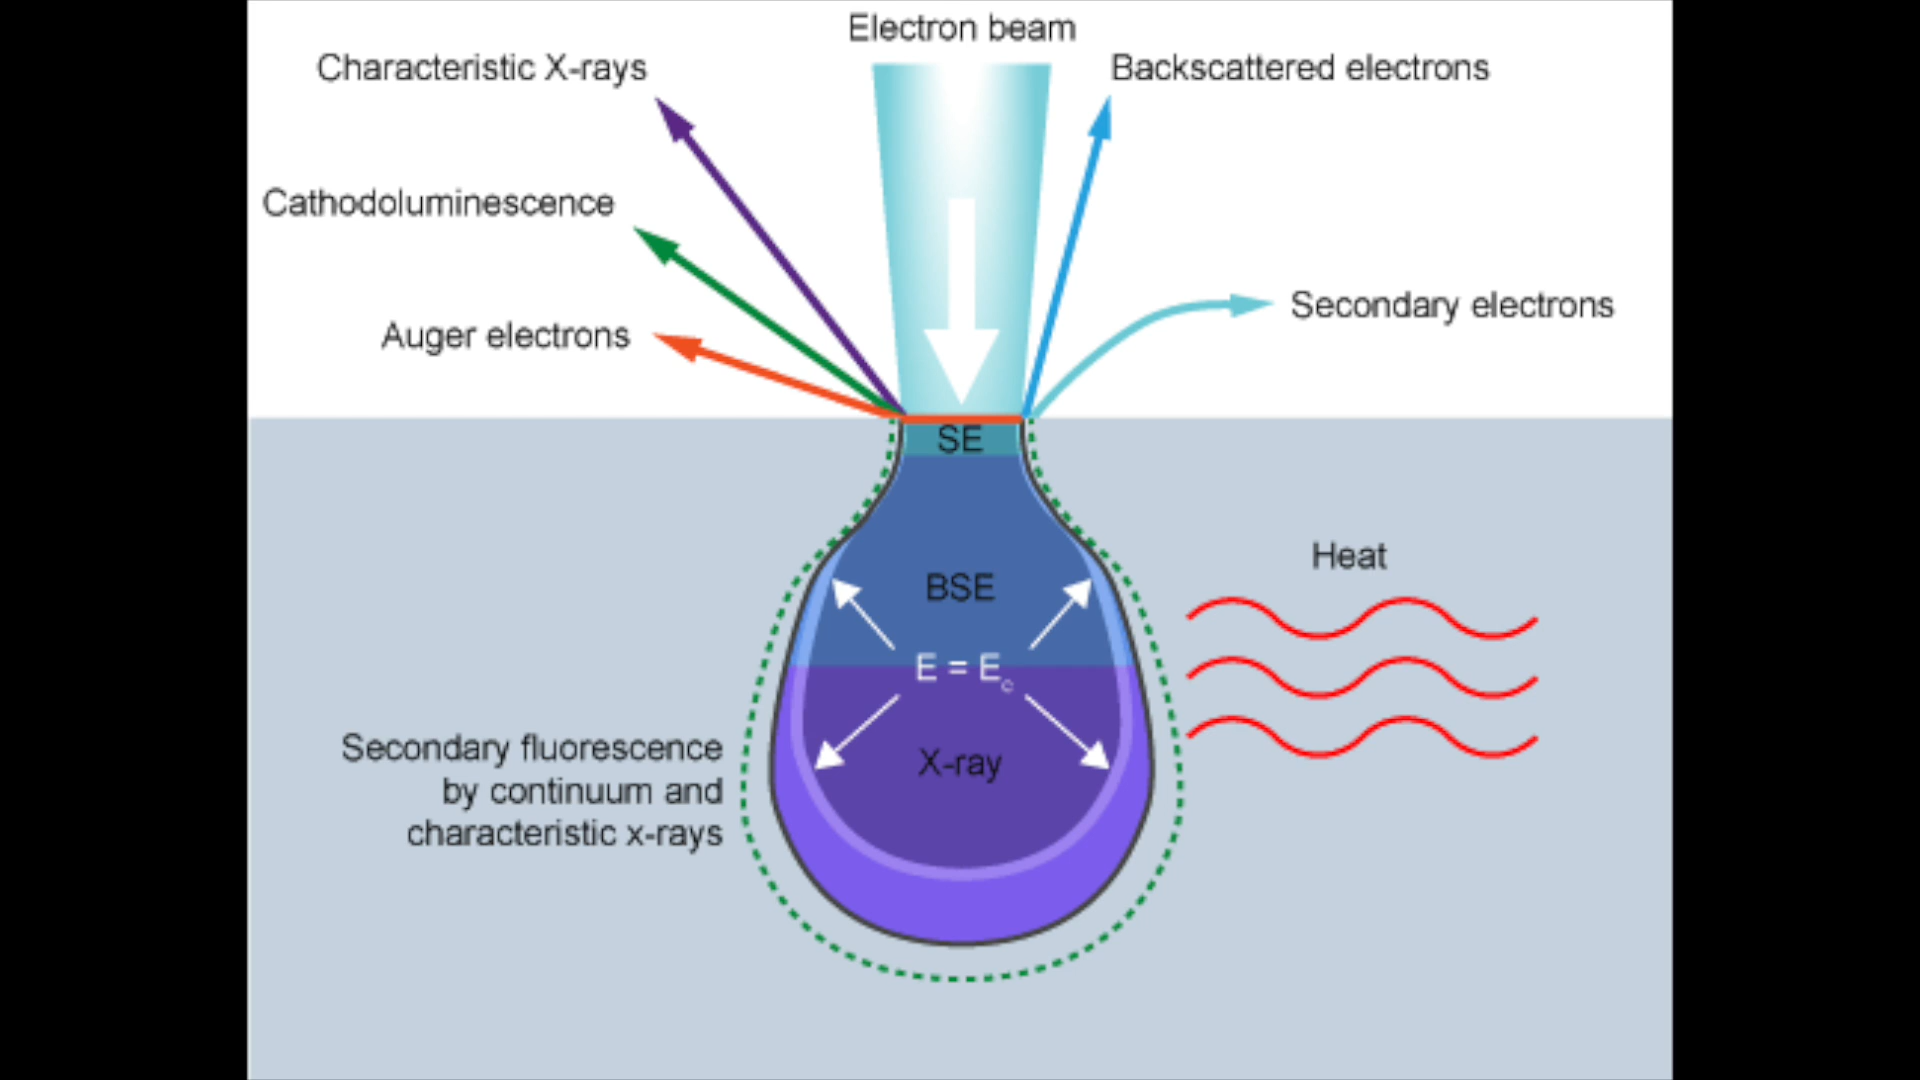 Electron beam
Characteristic X-rays
Backscattered electrons
Cathodoluminescence
Secondary electrons
Auger electrons
SE
Heat
BSE
E = Ec
Secondary fluorescence
by continuum and
characteristic x-rays
X-ray